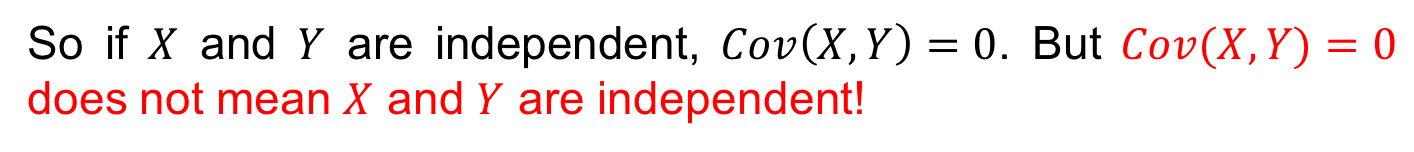 So if X and Y are independent, Cov(X, Y) = 0. But Cov(X, Y) = 0
does not mean X and Y are independent!